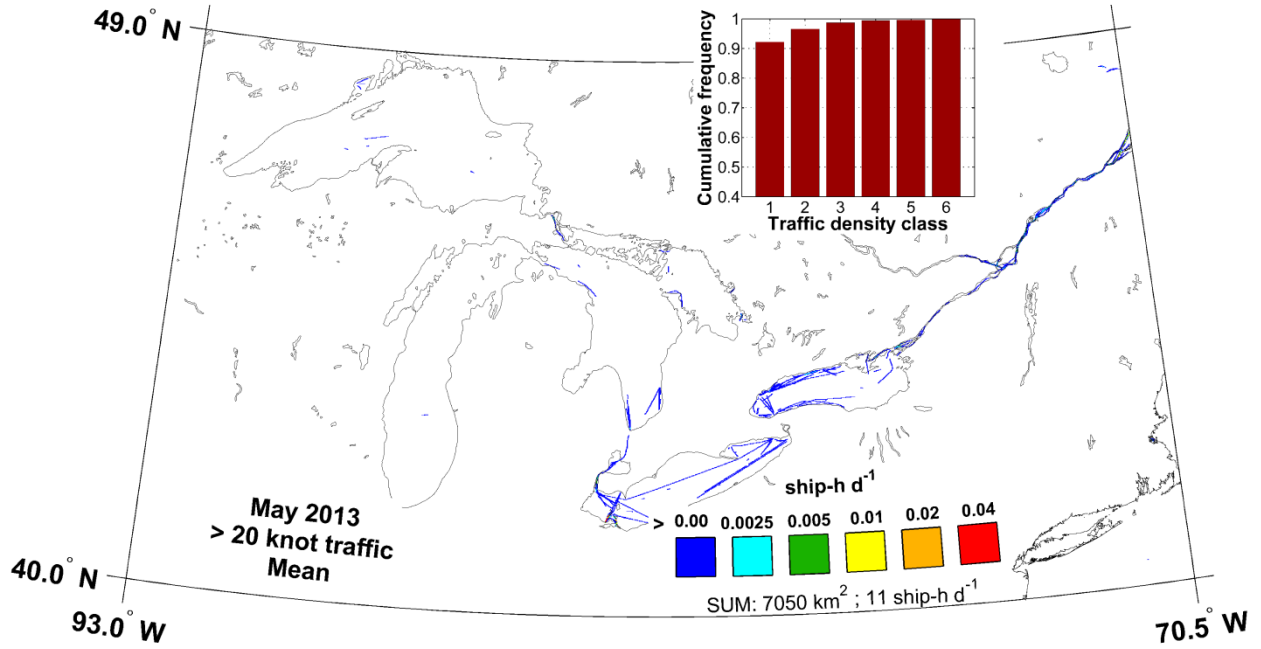 49.0° N
1
0.9
0.8
0.7
0.6
0.5
0.4
Cumulative frequency
1 2 3 4 5 6
Traffic density class
May 2013
> 20 knot traffic
Mean
ship-h d⁻¹
> 0.00 0.0025 0.005 0.01 0.02 0.04
SUM: 7050 km² ; 11 ship-h d⁻¹
40.0° N
93.0° W
70.5° W